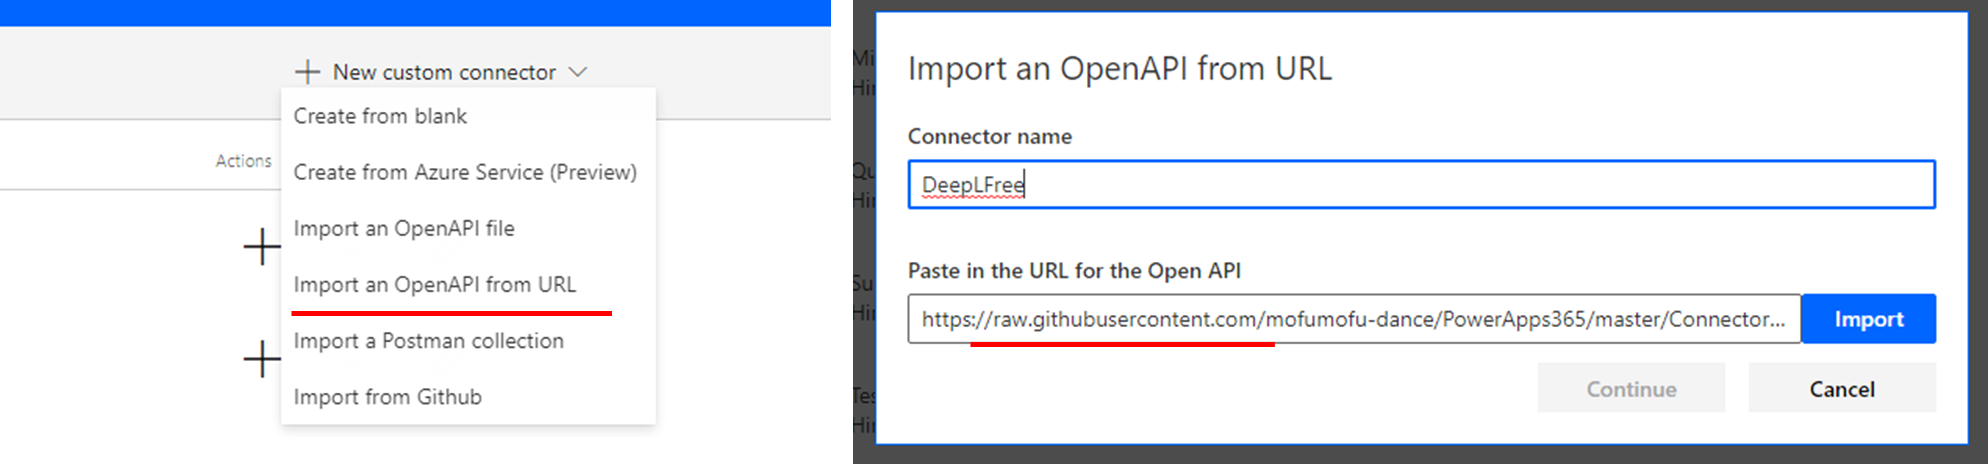 New custom connector
Create from blank
Actions
Create from Azure Service (Preview)
Import an OpenAPI file
Import an OpenAPI from URL
Import a Postman collection
Import from Github
Import an OpenAPI from URL
Connector name
DeepLFree
Paste in the URL for the Open API
https://raw.githubusercontent.com/mofumofu-dance/PowerApps365/master/Connector...
Import
Continue
Cancel